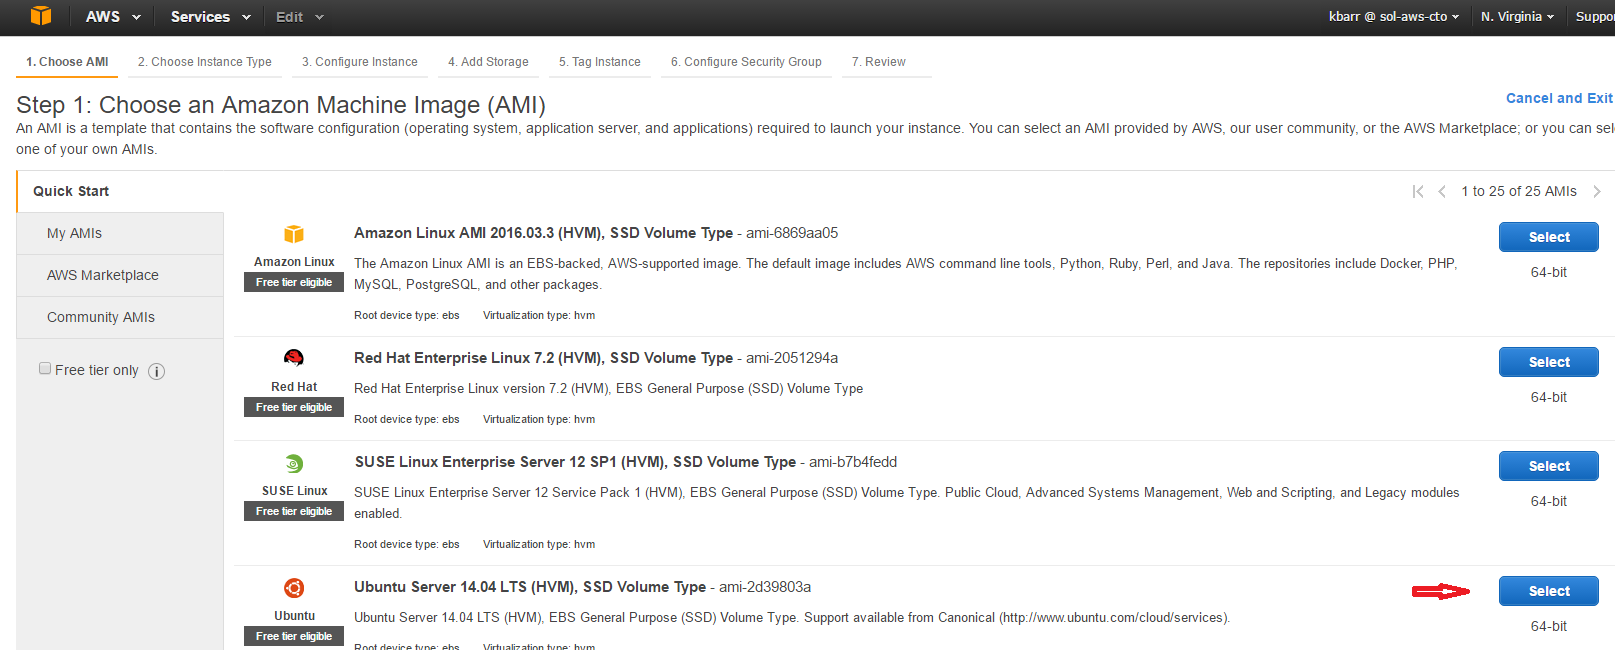 AWS Services Edit kbarr @ sol-aws-cto N. Virginia Suppor
1. Choose AMI 2. Choose Instance Type 3. Configure Instance 4. Add Storage 5. Tag Instance 6. Configure Security Group 7. Review
Step 1: Choose an Amazon Machine Image (AMI)
Cancel and Exit
An AMI is a template that contains the software configuration (operating system, application server, and applications) required to launch your instance. You can select an AMI provided by AWS, our user community, or the AWS Marketplace; or you can sele
one of your own AMIs.
Quick Start
1 to 25 of 25 AMIs
My AMIs
AWS Marketplace
Community AMIs
Free tier only
Amazon Linux
Free tier eligible
Amazon Linux AMI 2016.03.3 (HVM), SSD Volume Type - ami-6869aa05
The Amazon Linux AMI is an EBS-backed, AWS-supported image. The default image includes AWS command line tools, Python, Ruby, Perl, and Java. The repositories include Docker, PHP,
MySQL, PostgreSQL, and other packages.
Root device type: ebs Virtualization type: hvm
Select
64-bit
Red Hat
Free tier eligible
Red Hat Enterprise Linux 7.2 (HVM), SSD Volume Type - ami-2051294a
Red Hat Enterprise Linux version 7.2 (HVM), EBS General Purpose (SSD) Volume Type
Root device type: ebs Virtualization type: hvm
Select
64-bit
SUSE Linux
Free tier eligible
SUSE Linux Enterprise Server 12 SP1 (HVM), SSD Volume Type - ami-b7b4fedd
SUSE Linux Enterprise Server 12 Service Pack 1 (HVM), EBS General Purpose (SSD) Volume Type. Public Cloud, Advanced Systems Management, Web and Scripting, and Legacy modules
enabled.
Root device type: ebs Virtualization type: hvm
Select
64-bit
Ubuntu
Free tier eligible
Ubuntu Server 14.04 LTS (HVM), SSD Volume Type - ami-2d39803a
Ubuntu Server 14.04 LTS (HVM), EBS General Purpose (SSD) Volume Type. Support available from Canonical (http://www.ubuntu.com/cloud/services).
Root device type: ebs Virtualization type: hvm
Select
64-bit